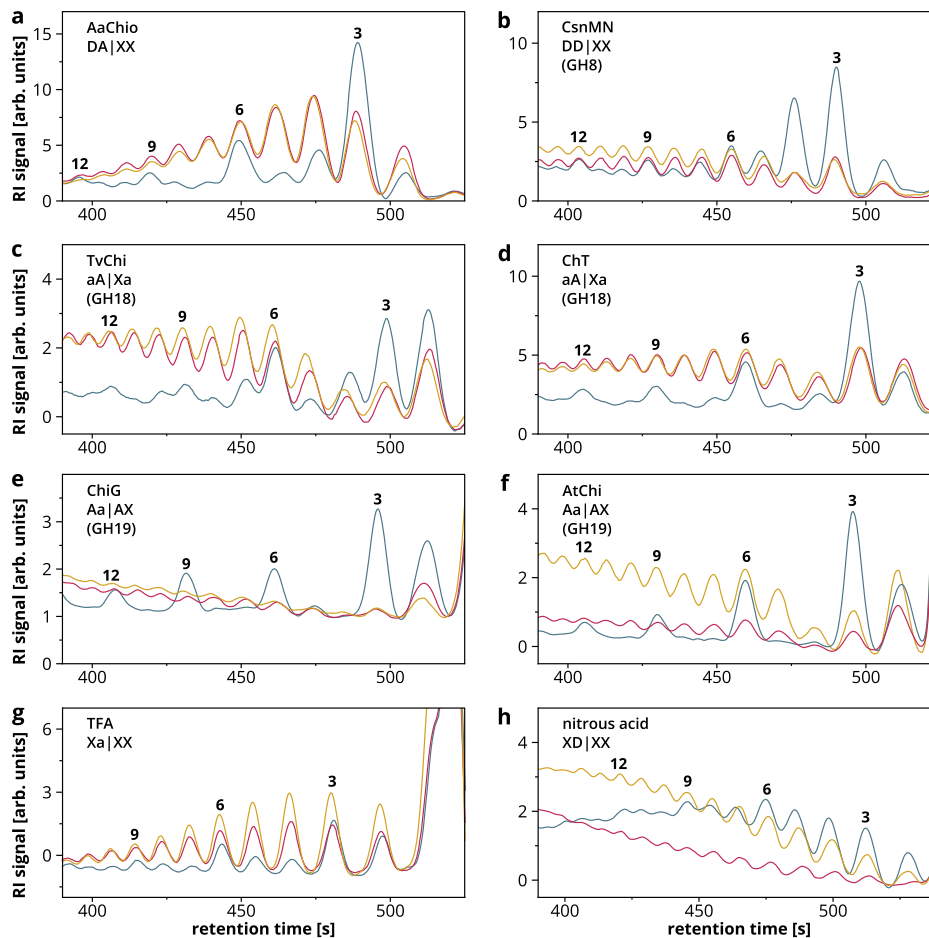 a
AaChio
DA|XX
RI signal [arb. units]
15
10
5
0
12
9
6
3
400
450
500
b
CsnMN
DD|XX
(GH8)
10
5
0
12
9
6
3
400
450
500
c
TvChi
aA|Xa
(GH18)
RI signal [arb. units]
4
2
0
12
9
6
3
400
450
500
d
ChT
aA|Xa
(GH18)
10
5
0
12
9
6
3
400
450
500
e
ChiG
Aa|AX
(GH19)
RI signal [arb. units]
3
2
1
0
12
9
6
3
400
450
500
f
AtChi
Aa|AX
(GH19)
4
2
0
12
9
6
3
400
450
500
g
TFA
Xa|XX
RI signal [arb. units]
6
3
0
9
6
3
400
450
500
retention time [s]
h
nitrous acid
XD|XX
4
2
0
12
9
6
3
400
450
500
retention time [s]